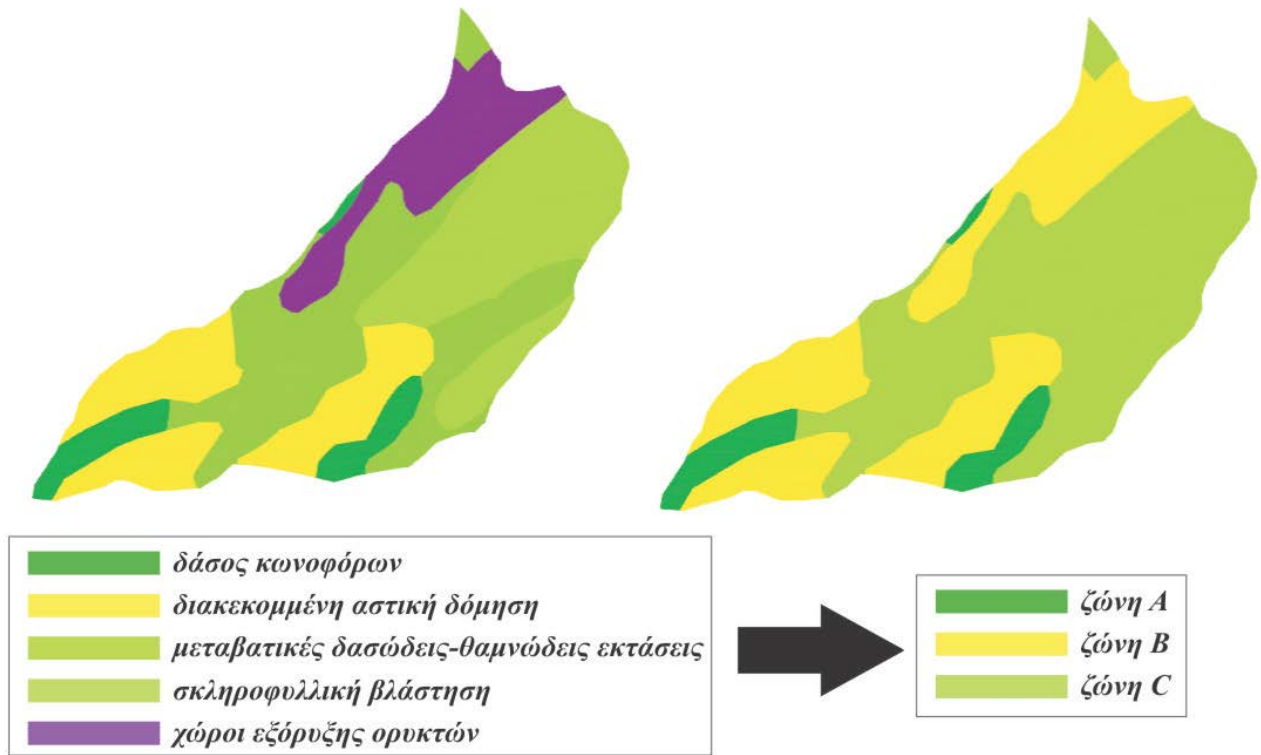 δάσος κωνοφόρων
διακεκομμένη αστική δόμηση
μεταβατικές δασώδεις-θαμνώδεις εκτάσεις
σκληροφυλλική βλάστηση
χώροι εξόρυξης ορυκτών
ζώνη A
ζώνη B
ζώνη C